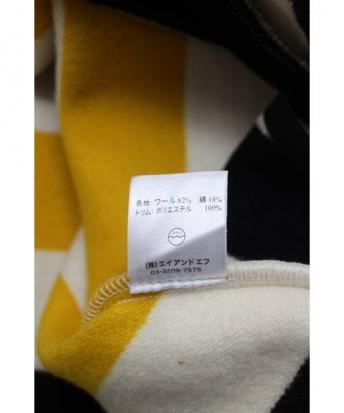 表地: ウール 82% 綿 18%
トリム: ポリエステル 100%
(株)エイアンドエフ
03-3209-7575